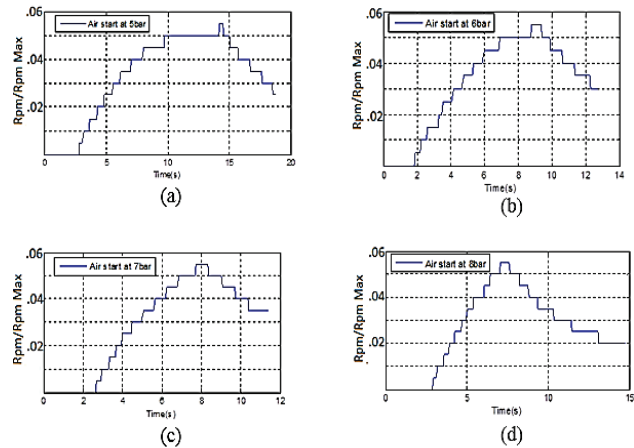 .06
Air start at 5bar
.04
.02
Rpm/Rpm Max
0 5 10 15 20
Time(s)
(a)
.06
Air start at 6bar
.04
.02
Rpm/Rpm Max
0 2 4 6 8 10 12 14
Time(s)
(b)
.06
Air start at 7bar
.04
.02
Rpm/Rpm Max
0 2 4 6 8 10 12
Time(s)
(c)
.06
Air start at 8bar
.04
.02
Rpm/Rpm Max
0 5 10 15
Time(s)
(d)